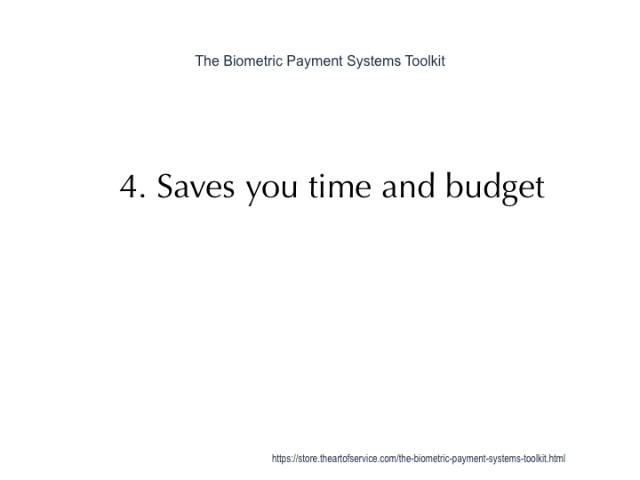 The Biometric Payment Systems Toolkit
4. Saves you time and budget
https://store.theartofservice.com/the-biometric-payment-systems-toolkit.html